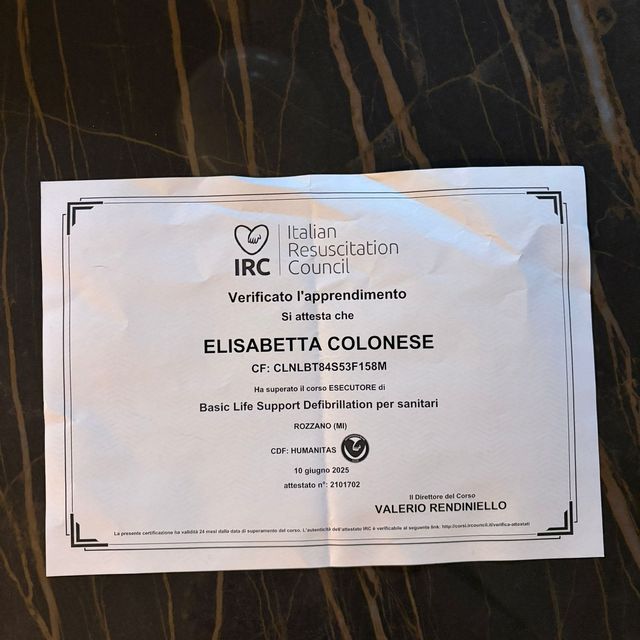 IRC
Italian
Resuscitation
Council
Verificato l'apprendimento
Si attesta che
ELISABETTA COLONESE
CF: CLNLBT84S53F158M
Ha superato il corso ESECUTORE di
Basic Life Support Defibrillation per sanitari
ROZZANO (MI)
CDF: HUMANITAS
10 giugno 2025
attestato n°: 2101702
Il Direttore del Corso
VALERIO RENDINIELLO
La presente certificazione ha validità 24 mesi dalla data di superamento del corso. L'autenticità dell'attestato IRC è verificabile al seguente link: http://corsi.ircouncil.it/verifica-attestati